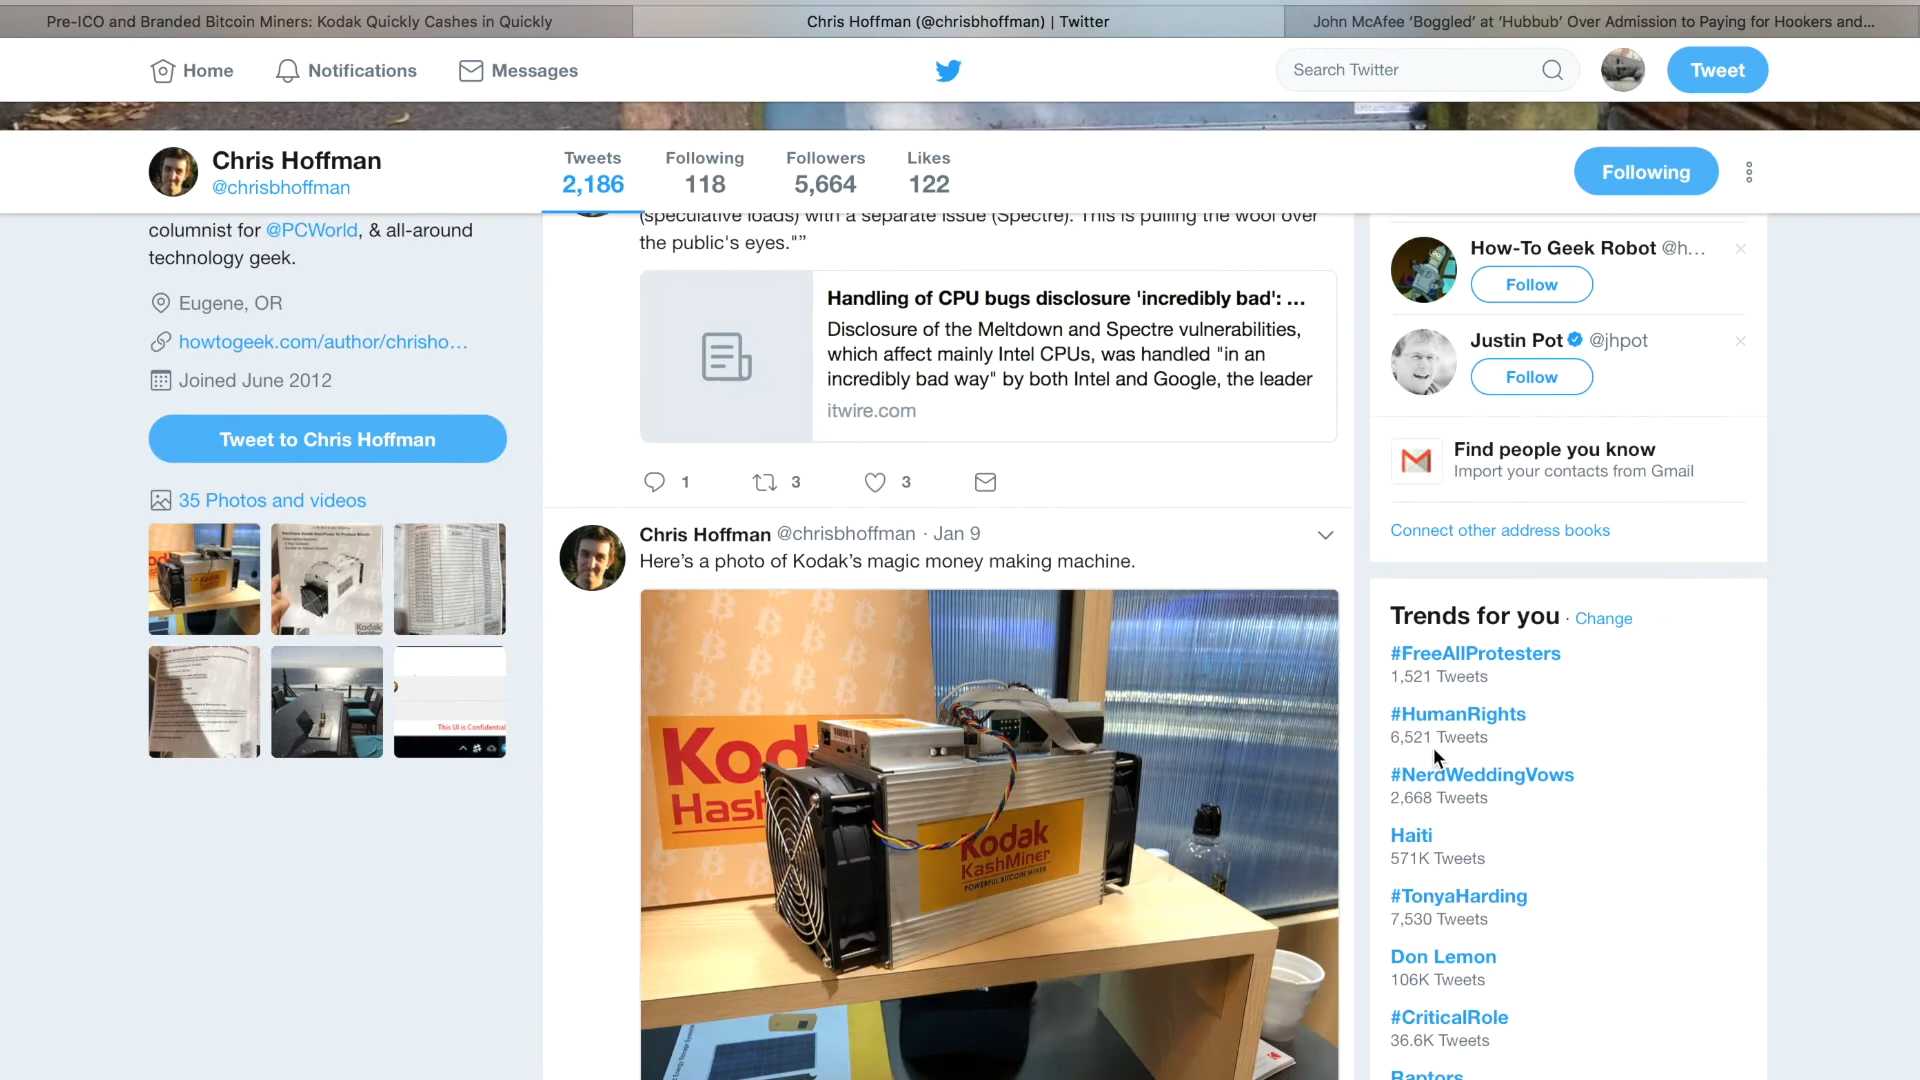 Pre-ICO and Branded Bitcoin Miners: Kodak Quickly Cashes in Quickly
Chris Hoffman (@chrisbhoffman) | Twitter
John McAfee ‘Boggled’ at ‘Hubbub’ Over Admission to Paying for Hookers and...
Home
Notifications
Messages
Search Twitter
Tweet
Chris Hoffman
@chrisbhoffman
Tweets
2,186
Following
118
Followers
5,664
Likes
122
Following
columnist for @PCWorld, & all-around
technology geek.
Eugene, OR
howtogeek.com/author/chrisho…
Joined June 2012
Tweet to Chris Hoffman
35 Photos and videos
This UI is Confidential
(speculative loads) with a separate issue (Spectre). This is pulling the wool over
the public's eyes."”
Handling of CPU bugs disclosure 'incredibly bad': ...
Disclosure of the Meltdown and Spectre vulnerabilities,
which affect mainly Intel CPUs, was handled "in an
incredibly bad way" by both Intel and Google, the leader
itwire.com
1
3
3
Chris Hoffman @chrisbhoffman · Jan 9
Here’s a photo of Kodak’s magic money making machine.
Kod
Hash
Kodak
KashMiner
POWERFUL BITCOIN MINER
How-To Geek Robot @h...
Follow
Justin Pot @jhpot
Follow
Find people you know
Import your contacts from Gmail
Connect other address books
Trends for you · Change
#FreeAllProtesters
1,521 Tweets
#HumanRights
6,521 Tweets
#NerdWeddingVows
2,668 Tweets
Haiti
571K Tweets
#TonyaHarding
7,530 Tweets
Don Lemon
106K Tweets
#CriticalRole
36.6K Tweets
Raptors